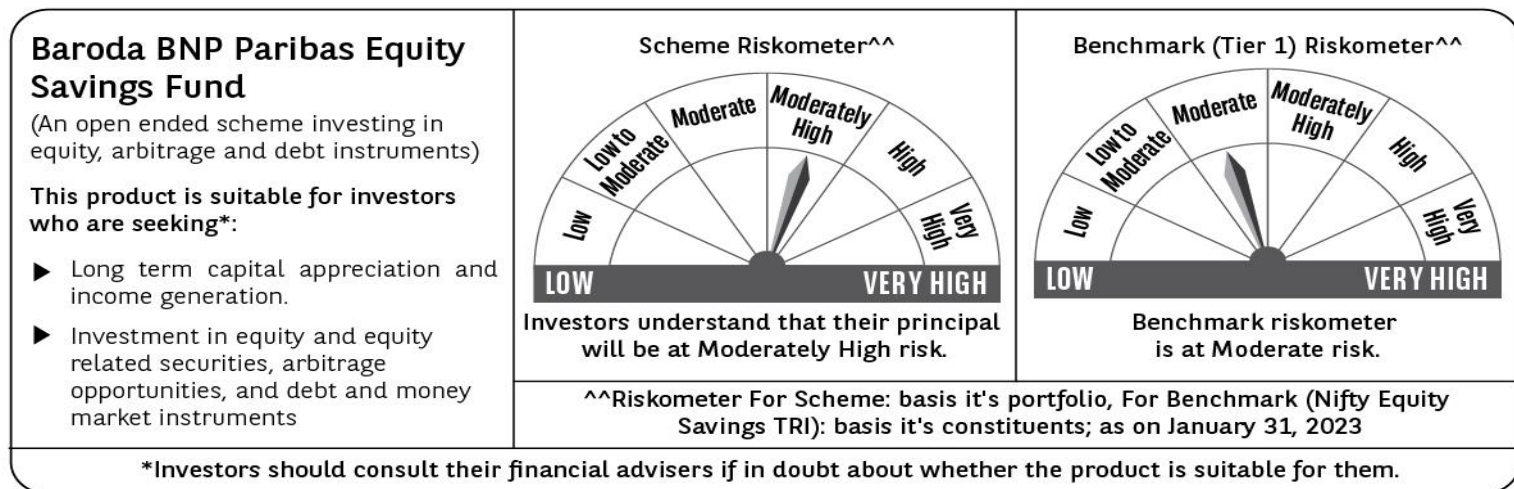 Baroda BNP Paribas Equity
Savings Fund
(An open ended scheme investing in
equity, arbitrage and debt instruments)
This product is suitable for investors
who are seeking*:
▶ Long term capital appreciation and
income generation.
▶ Investment in equity and equity
related securities, arbitrage
opportunities, and debt and money
market instruments
Scheme Riskometer^^
Low
Low to
Moderate
Moderate
Moderately
High
High
Very
High
LOW VERY HIGH
Investors understand that their principal
will be at Moderately High risk.
Benchmark (Tier 1) Riskometer^^
Low
Low to
Moderate
Moderate
Moderately
High
High
Very
High
LOW VERY HIGH
Benchmark riskometer
is at Moderate risk.
^^Riskometer For Scheme: basis it's portfolio, For Benchmark (Nifty Equity
Savings TRI): basis it's constituents; as on January 31, 2023
*Investors should consult their financial advisers if in doubt about whether the product is suitable for them.